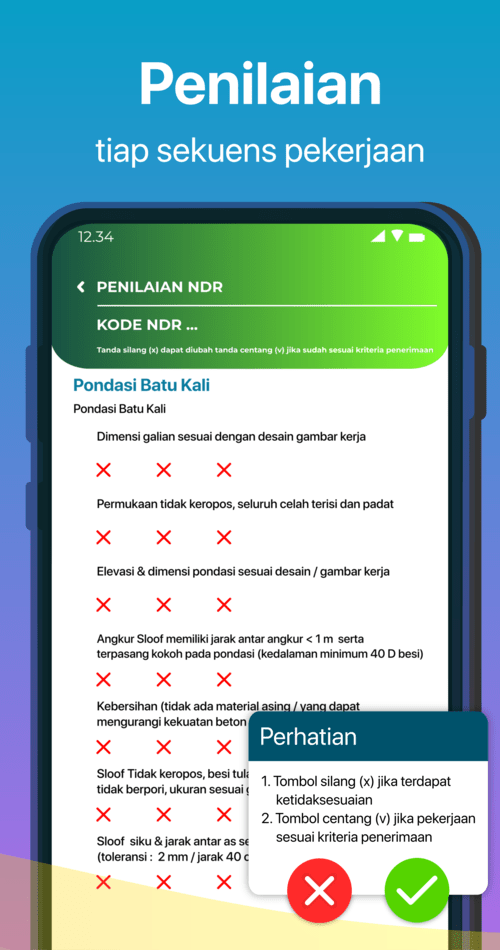 Penilaian
tiap sekuens pekerjaan
12.34
PENILAIAN NDR
KODE NDR ...
Tanda silang (x) dapat diubah tanda centang (v) jika sudah sesuai kriteria penerimaan
Pondasi Batu Kali
Pondasi Batu Kali
Dimensi galian sesuai dengan desain gambar kerja
Permukaan tidak keropos, seluruh celah terisi dan padat
Elevasi & dimensi pondasi sesuai desain / gambar kerja
Angkur Sloof memiliki jarak antar angkur < 1 m serta
terpasang kokoh pada pondasi (kedalaman minimum 40 D besi)
Kebersihan (tidak ada material asing / yang dapat
mengurangi kekuatan beton
Sloof Tidak keropos, besi
tidak berpori, ukuran sesuai
Sloof siku & jarak antar as
(toleransi : 2 mm / jarak 40
Perhatian
1. Tombol silang (x) jika terdapat
ketidaksesuaian
2. Tombol centang (v) jika pekerjaan
sesuai kriteria penerimaan